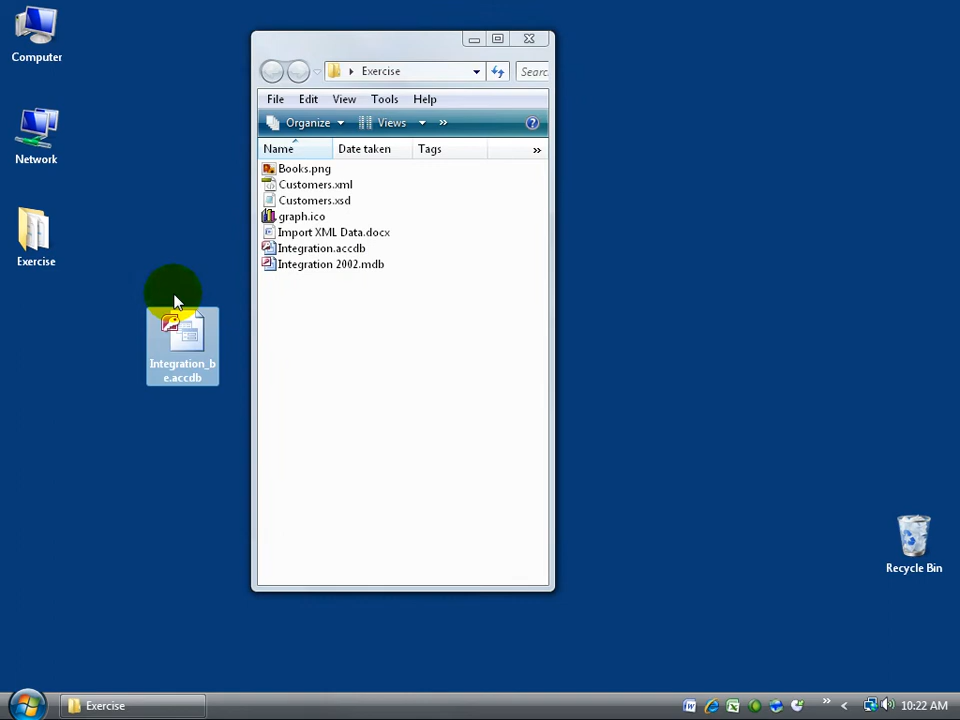 Computer
Network
Exercise
Integration_b
e.accdb
Exercise
Searc
File Edit View Tools Help
Organize Views »
Name Date taken Tags »
Books.png
Customers.xml
Customers.xsd
graph.ico
Import XML Data.docx
Integration.accdb
Integration 2002.mdb
Recycle Bin
Exercise
» 10:22 AM